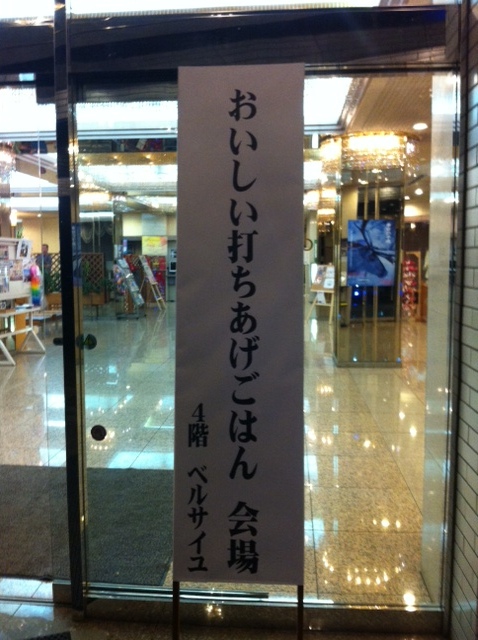 おいしい打ちあげごはん 会場
4階 ベルサイユ